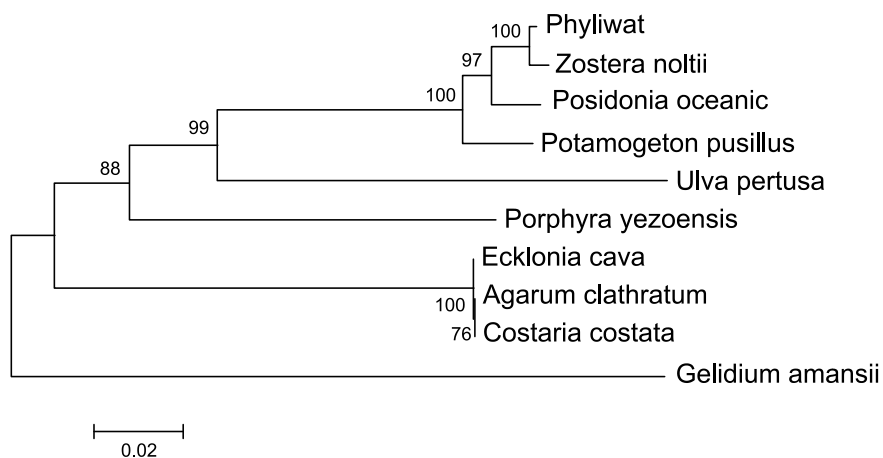 100 Phyliwat
97 Zostera noltii
100 Posidonia oceanic
99 Potamogeton pusillus
88 Ulva pertusa
Porphyra yezoensis
Ecklonia cava
100 Agarum clathratum
76 Costaria costata
Gelidium amansii
0.02